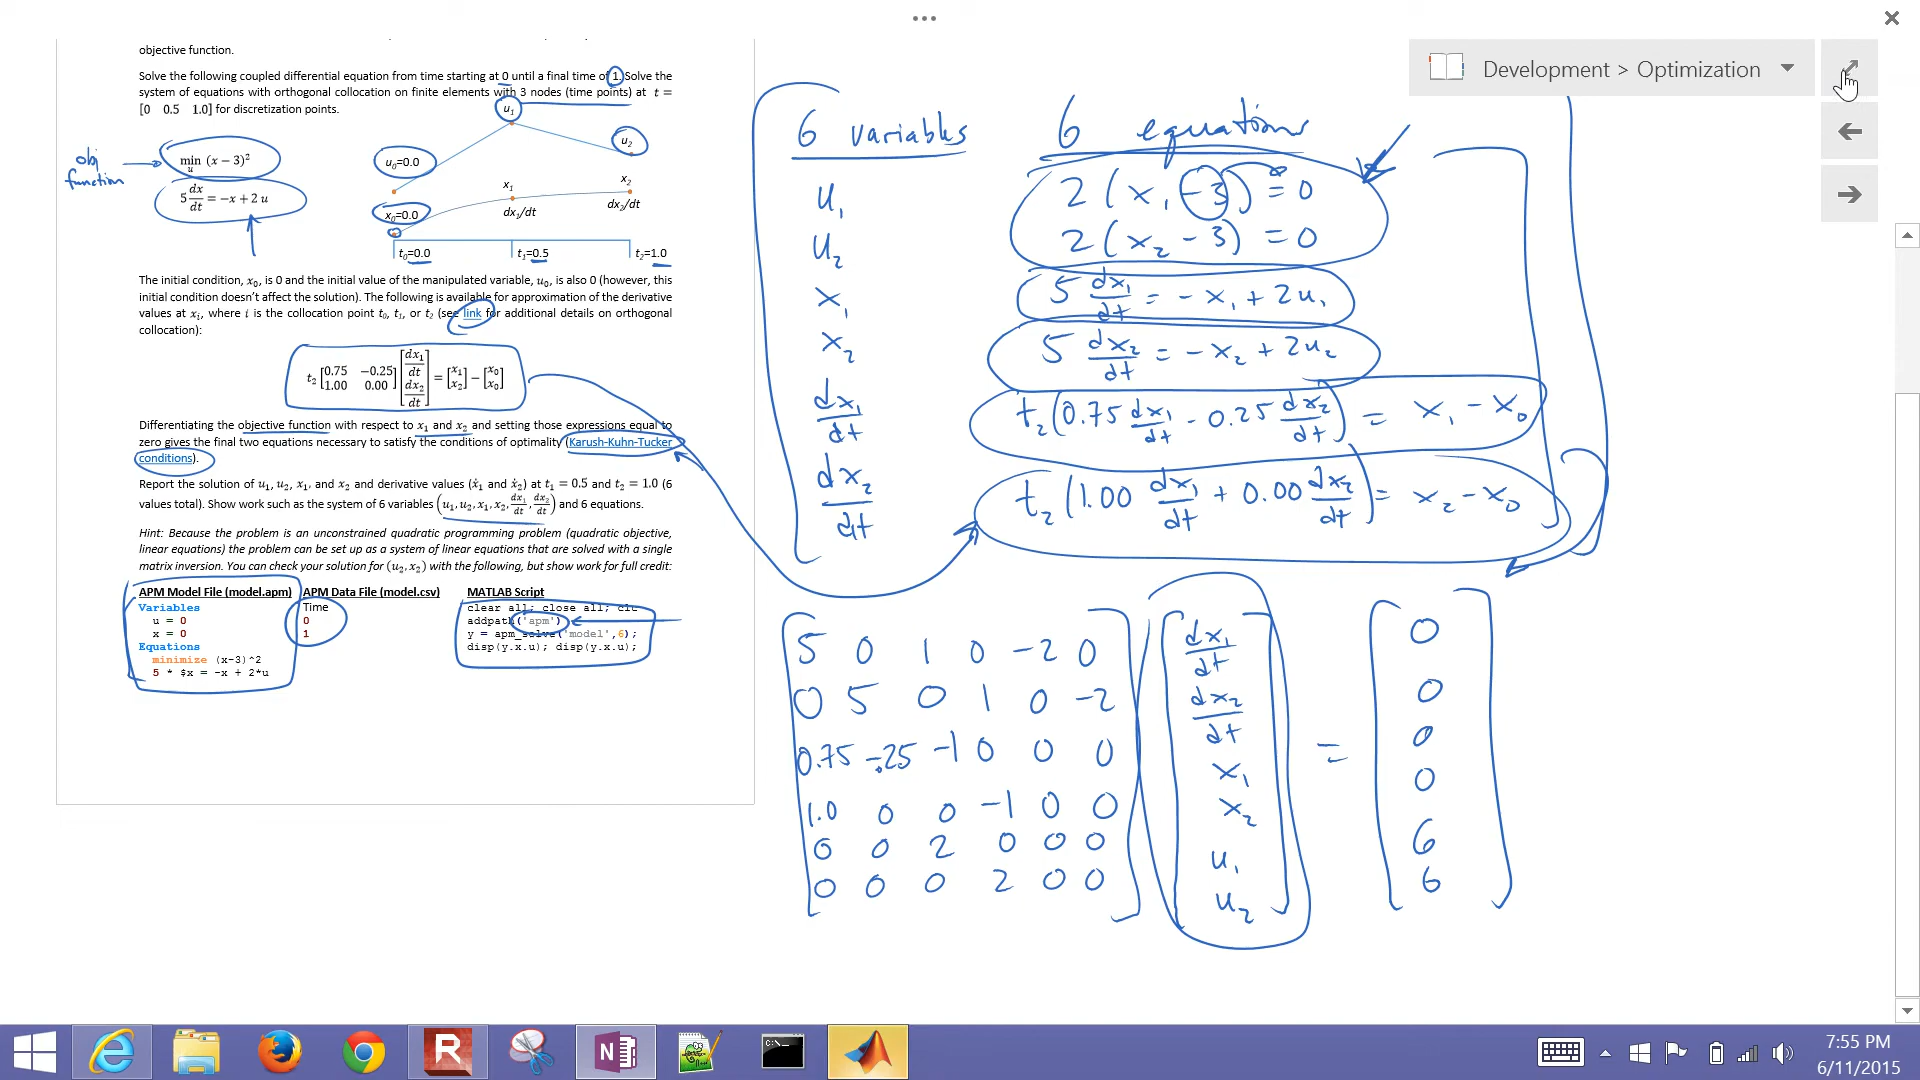 Development > Optimization
objective function.
Solve the following coupled differential equation from time starting at 0 until a final time of 1. Solve the
system of equations with orthogonal collocation on finite elements with 3 nodes (time points) at t =
[0 0.5 1.0] for discretization points.
obj
function
min (x − 3)²
u
5 dx/dt = −x + 2 u
u₁
u₂
u₀=0.0
x₁
x₂
x₀=0.0
dx₁/dt
dx₂/dt
t₀=0.0
t₁=0.5
t₂=1.0
The initial condition, x₀, is 0 and the initial value of the manipulated variable, u₀, is also 0 (however, this
initial condition doesn't affect the solution). The following is available for approximation of the derivative
values at xᵢ, where i is the collocation point t₀, t₁, or t₂ (see link for additional details on orthogonal
collocation):
t₂ [0.75 −0.25; 1.00 0.00] [dx₁/dt; dx₂/dt] = [x₁; x₂] − [x₀; x₀]
Differentiating the objective function with respect to x₁ and x₂ and setting those expressions equal to
zero gives the final two equations necessary to satisfy the conditions of optimality (Karush-Kuhn-Tucker
conditions).
Report the solution of u₁, u₂, x₁, and x₂ and derivative values (ẋ₁ and ẋ₂) at t₁ = 0.5 and t₂ = 1.0 (6
values total). Show work such as the system of 6 variables (u₁, u₂, x₁, x₂, dx₁/dt, dx₂/dt) and 6 equations.
Hint: Because the problem is an unconstrained quadratic programming problem (quadratic objective,
linear equations) the problem can be set up as a system of linear equations that are solved with a single
matrix inversion. You can check your solution for (u₂, x₂) with the following, but show work for full credit:
APM Model File (model.apm)
Variables
u = 0
x = 0
Equations
minimize (x-3)^2
5 * $x = -x + 2*u
APM Data File (model.csv)
Time
0
1
MATLAB Script
clear all; close all; clc
addpath('apm')
y = apm_solve('model',6);
disp(y.x.u); disp(y.x.u);
6 variables
u₁
u₂
x₁
x₂
dx₁/dt
dx₂/dt
6 equations
2 (x₁ − 3) = 0
2 (x₂ − 3) = 0
5 dx₁/dt = − x₁ + 2u₁
5 dx₂/dt = − x₂ + 2u₂
t₂ (0.75 dx₁/dt − 0.25 dx₂/dt) = x₁ − x₀
t₂ (1.00 dx₁/dt + 0.00 dx₂/dt) = x₂ − x₀
5 0 1 0 −2 0
0 5 0 1 0 −2
0.75 −.25 −1 0 0 0
1.0 0 0 −1 0 0
0 0 2 0 0 0
0 0 0 2 0 0
dx₁/dt
dx₂/dt
x₁
x₂
u₁
u₂
=
0
0
0
0
6
6
C:\_
7:55 PM
6/11/2015